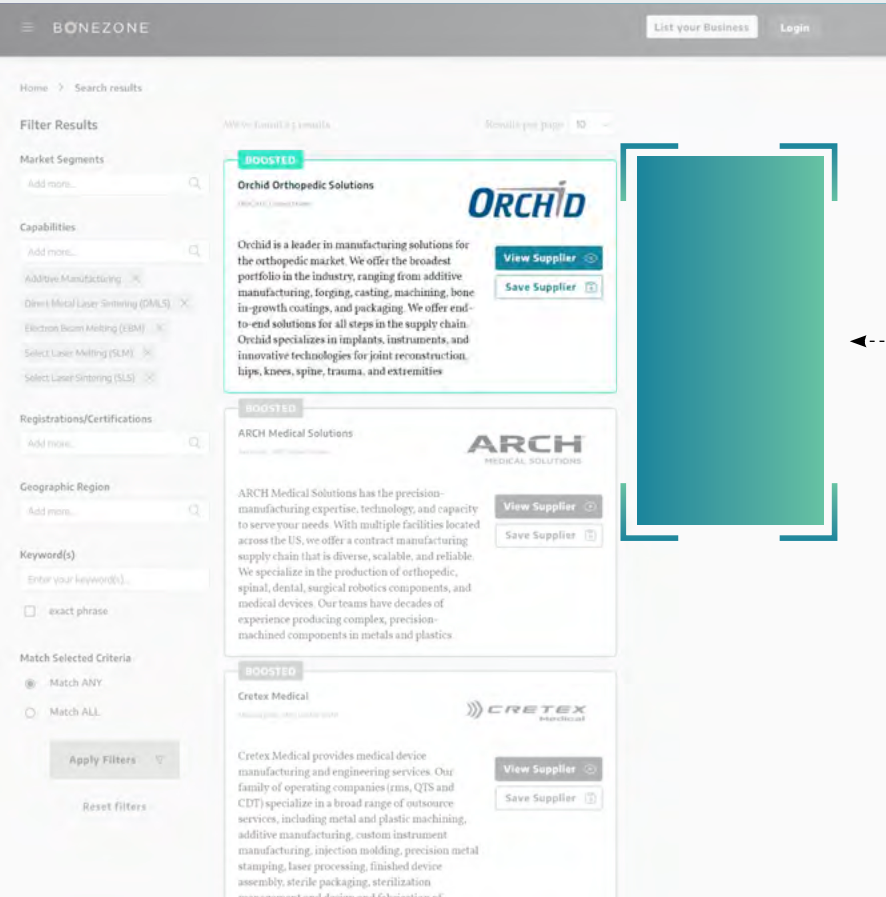 BONEZONE
List your Business
Login
Home > Search results
Filter Results
Market Segments
Add more...
Capabilities
Add more...
Additive Manufacturing
Direct Metal Laser Sintering (DMLS)
Electron Beam Melting (EBM)
Select Laser Melting (SLM)
Select Laser Sintering (SLS)
Registrations/Certifications
Add more...
Geographic Region
Add more...
Keyword(s)
Enter your keyword(s)...
exact phrase
Match Selected Criteria
Match ANY
Match ALL
Apply Filters
Reset filters
Results per page 10
BOOSTED
Orchid Orthopedic Solutions
ORCHID
Orchid is a leader in manufacturing solutions for
the orthopedic market. We offer the broadest
portfolio in the industry, ranging from additive
manufacturing, forging, casting, machining, bone
in-growth coatings, and packaging. We offer end-
to-end solutions for all steps in the supply chain.
Orchid specializes in implants, instruments, and
innovative technologies for joint reconstruction,
hips, knees, spine, trauma, and extremities
View Supplier
Save Supplier
BOOSTED
ARCH Medical Solutions
ARCH
MEDICAL SOLUTIONS
ARCH Medical Solutions has the precision-
manufacturing expertise, technology, and capacity
to serve your needs. With multiple facilities located
across the US, we offer a contract manufacturing
supply chain that is diverse, scalable, and reliable.
We specialize in the production of orthopedic,
spinal, dental, surgical robotics components, and
medical devices. Our teams have decades of
experience producing complex, precision-
machined components in metals and plastics
View Supplier
Save Supplier
BOOSTED
Cretex Medical
CRETEX
Medical
Cretex Medical provides medical device
manufacturing and engineering services. Our
family of operating companies (rms, QTS and
CDT) specialize in a broad range of outsource
services, including metal and plastic machining,
additive manufacturing, custom instrument
manufacturing, injection molding, precision metal
stamping, laser processing, finished device
assembly, sterile packaging, sterilization
View Supplier
Save Supplier